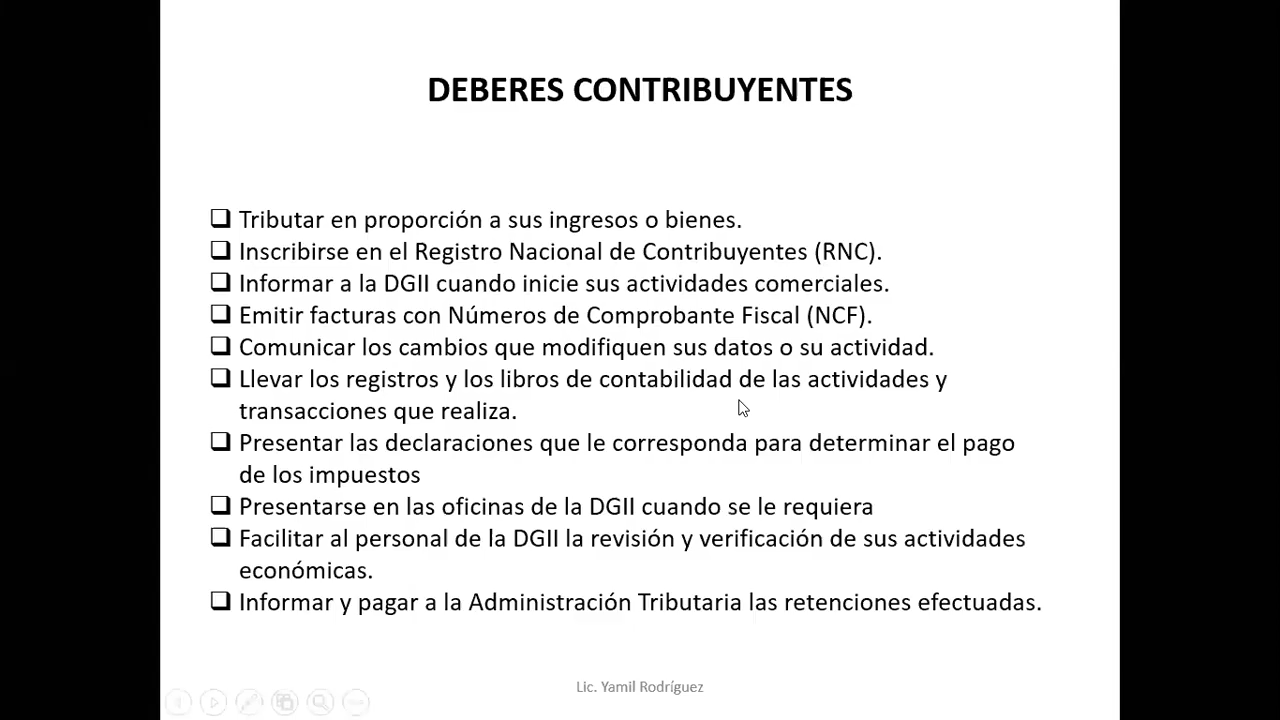 DEBERES CONTRIBUYENTES
Tributar en proporción a sus ingresos o bienes.
Inscribirse en el Registro Nacional de Contribuyentes (RNC).
Informar a la DGII cuando inicie sus actividades comerciales.
Emitir facturas con Números de Comprobante Fiscal (NCF).
Comunicar los cambios que modifiquen sus datos o su actividad.
Llevar los registros y los libros de contabilidad de las actividades y
transacciones que realiza.
Presentar las declaraciones que le corresponda para determinar el pago
de los impuestos
Presentarse en las oficinas de la DGII cuando se le requiera
Facilitar al personal de la DGII la revisión y verificación de sus actividades
económicas.
Informar y pagar a la Administración Tributaria las retenciones efectuadas.
Lic. Yamil Rodríguez